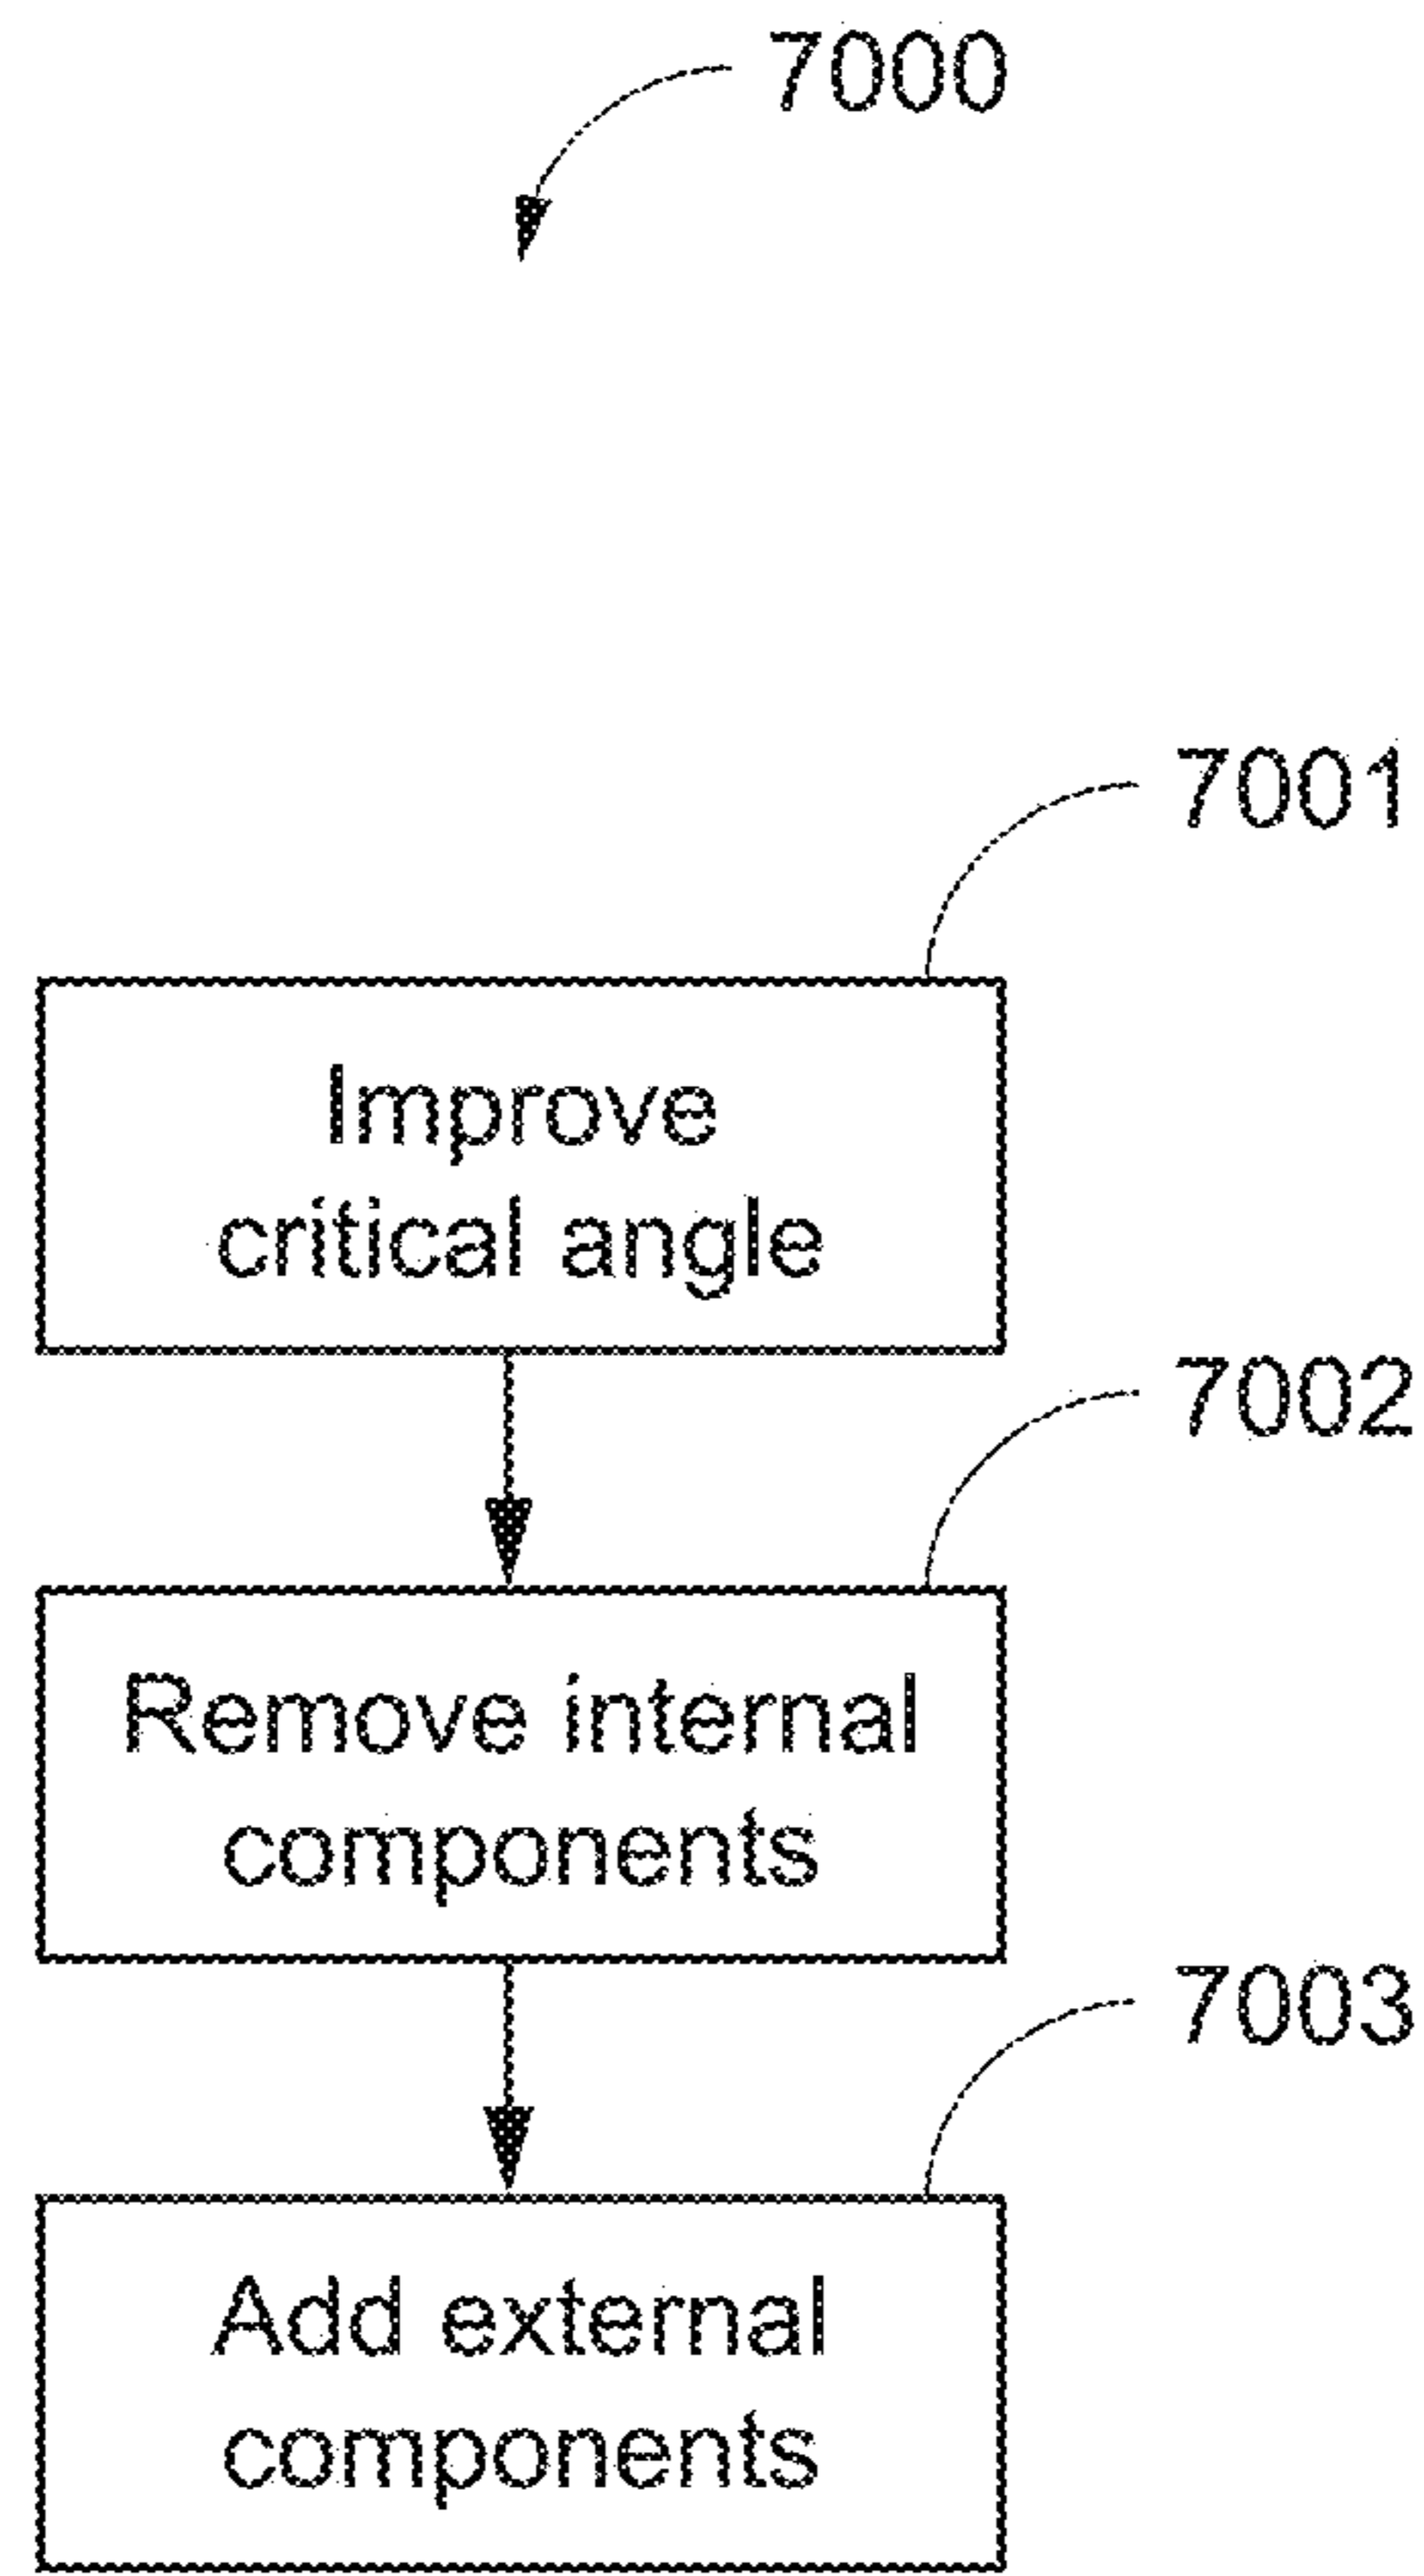 7000
7001
Improve
critical angle
7002
Remove internal
components
7003
Add external
components